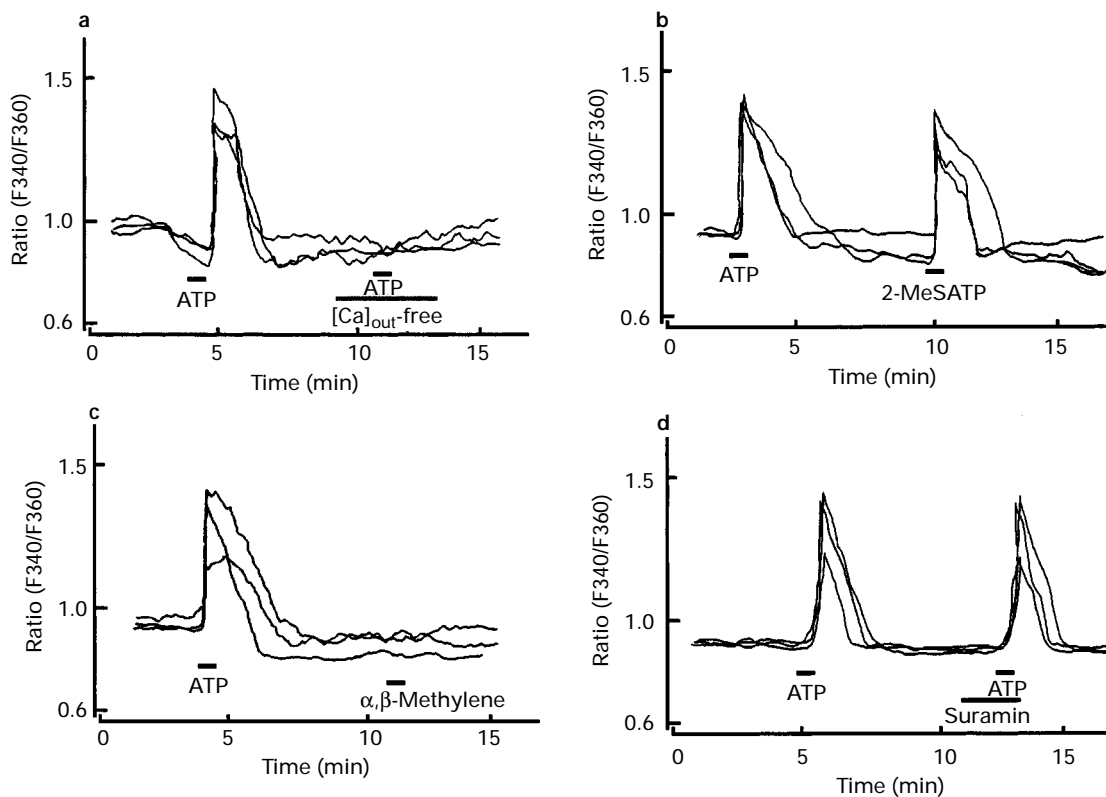 a
Ratio (F340/F360)
1.5
1.0
0.6
ATP
ATP
[Ca]out-free
0 5 10 15
Time (min)
b
Ratio (F340/F360)
1.5
1.0
0.6
ATP
2-MeSATP
0 5 10 15
Time (min)
c
Ratio (F340/F360)
1.5
1.0
0.6
ATP
α,β-Methylene
0 5 10 15
Time (min)
d
Ratio (F340/F360)
1.5
1.0
0.6
ATP
ATP
Suramin
0 5 10 15
Time (min)